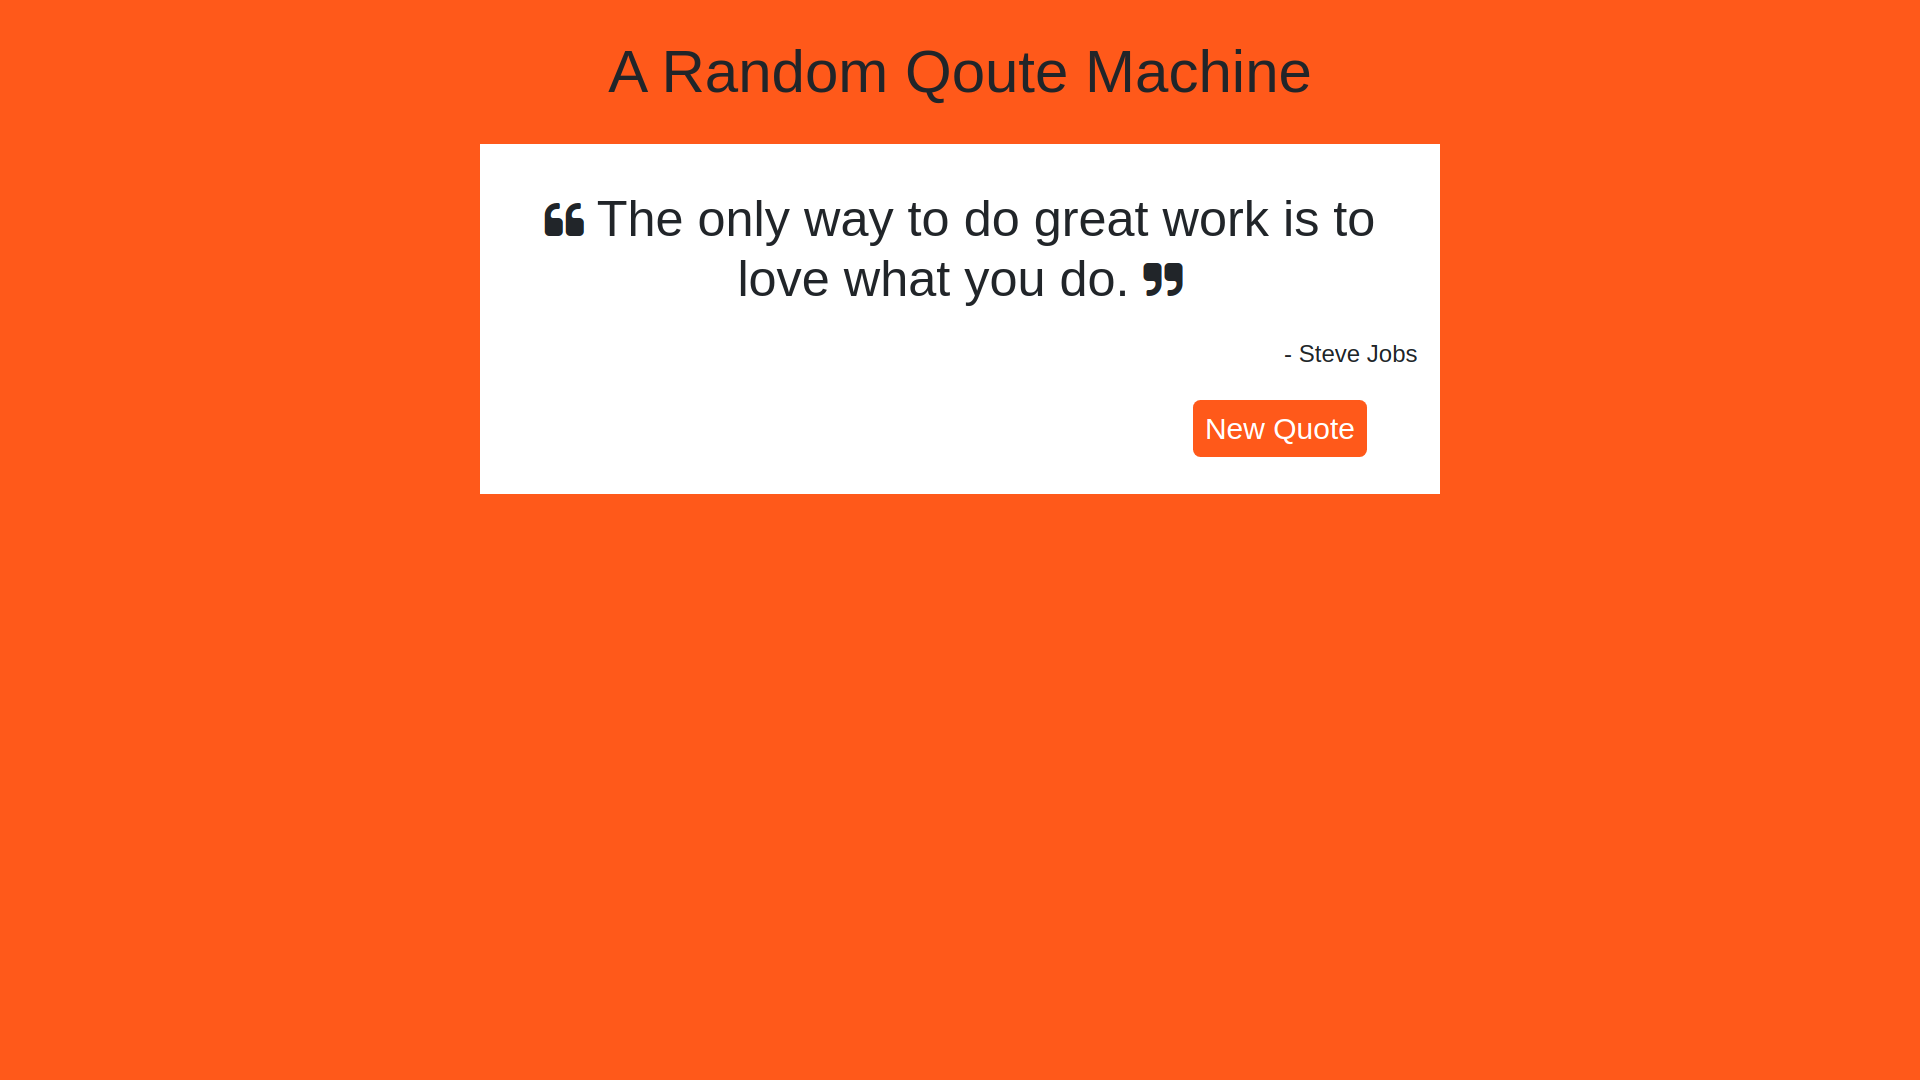 A Random Qoute Machine
❝ The only way to do great work is to
love what you do. ❞
- Steve Jobs
New Quote